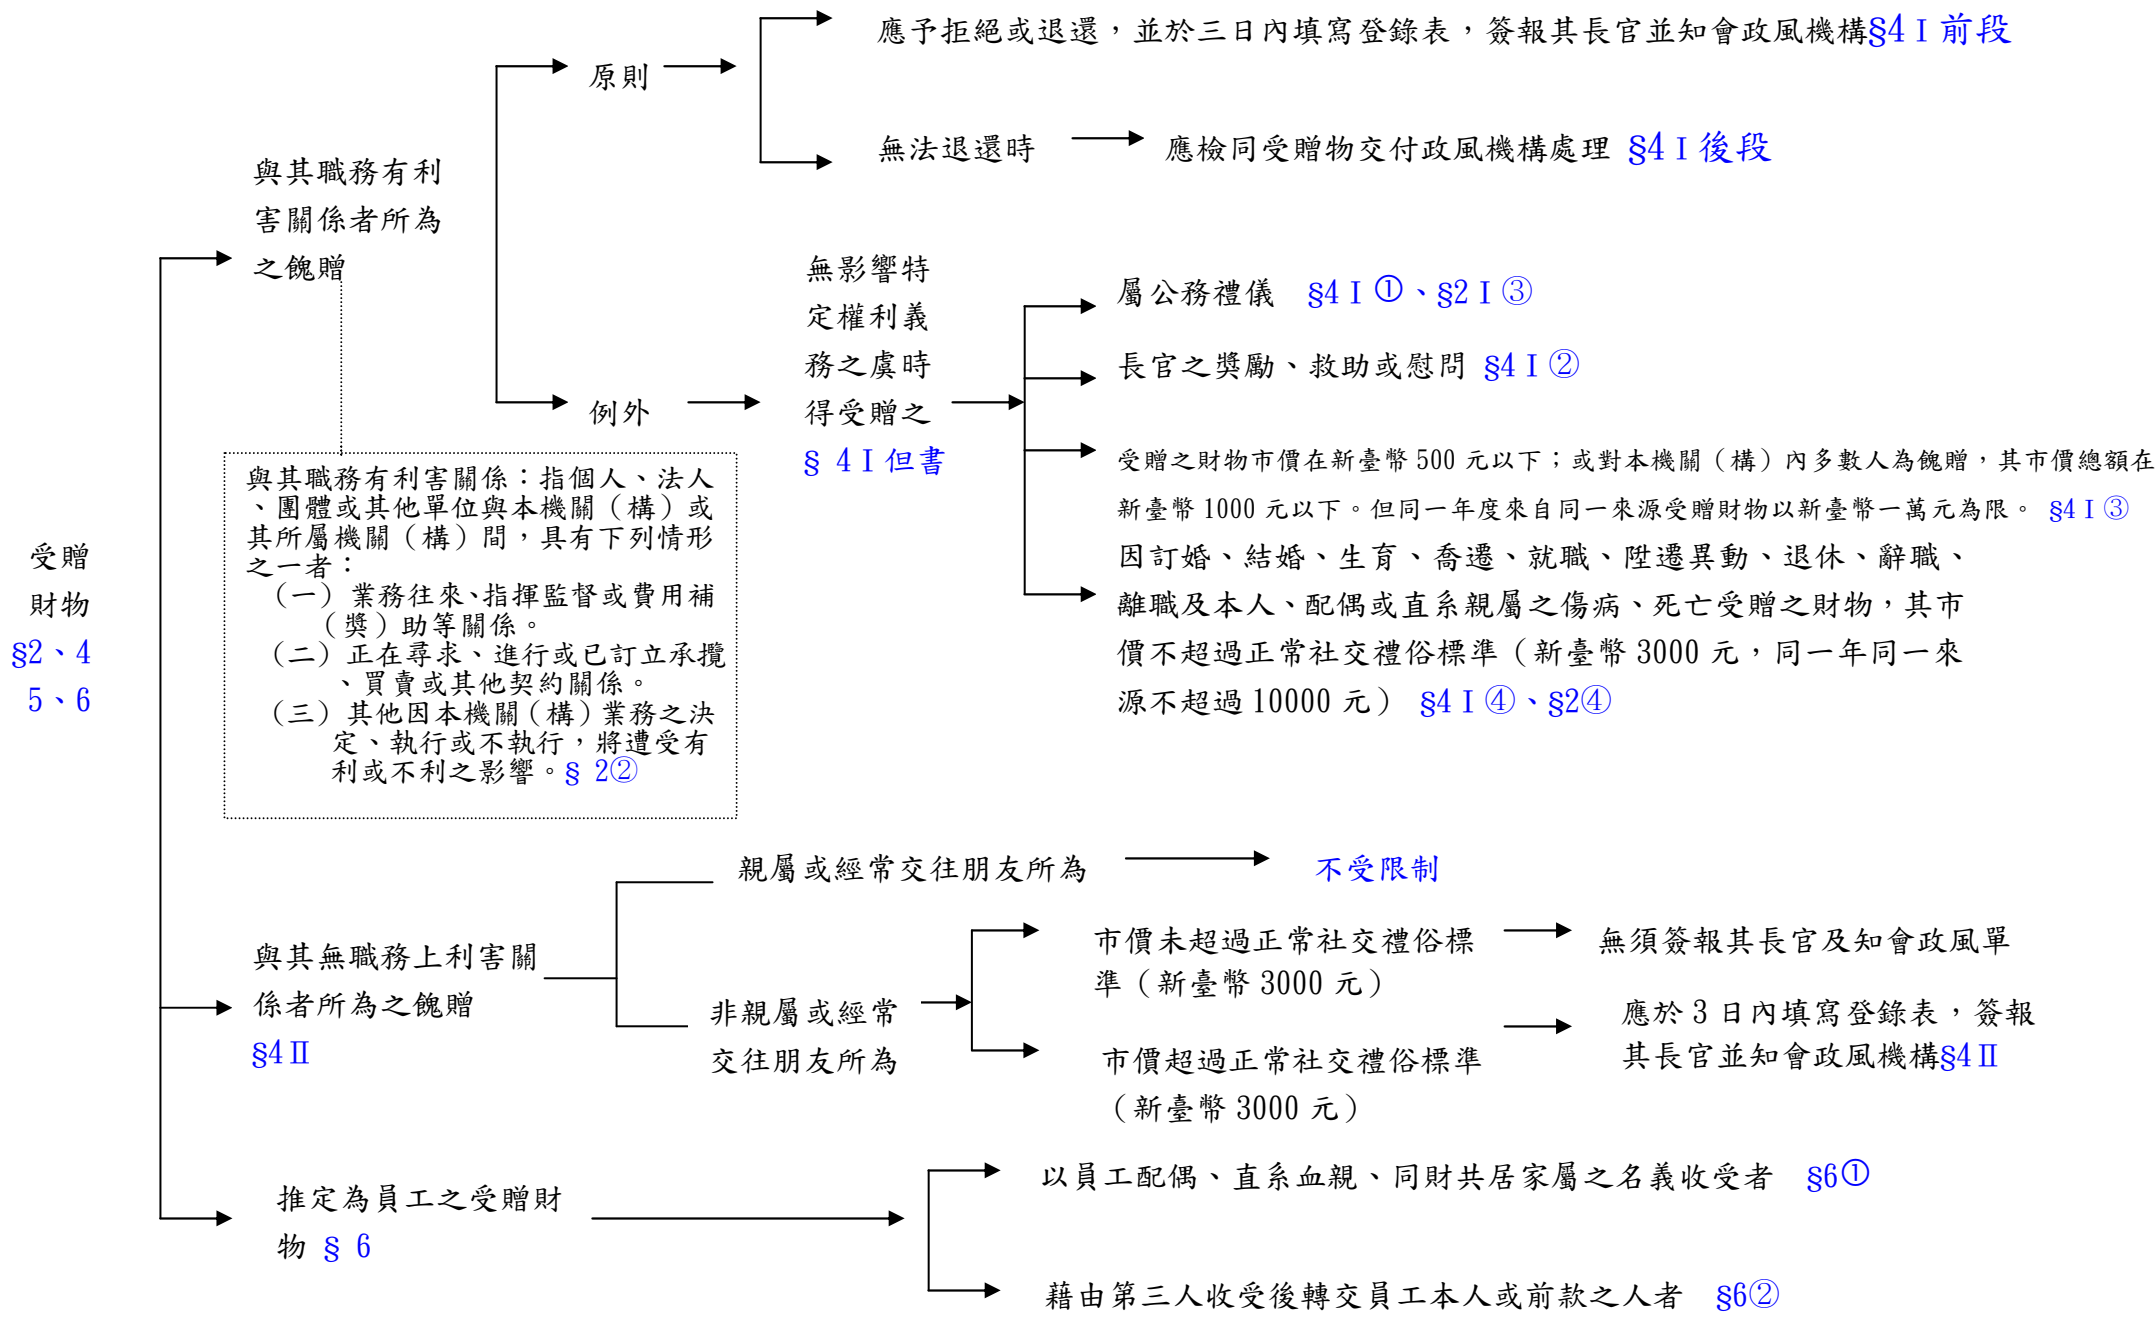 應予拒絕或退還，並於三日內填寫登錄表，簽報其長官並知會政風機構§4Ⅰ前段
原則
無法退還時
應檢同受贈物交付政風機構處理 §4Ⅰ後段
與其職務有利
害關係者所為
之餽贈
無影響特
定權利義
務之虞時
得受贈之
§ 4Ⅰ但書
屬公務禮儀 §4Ⅰ①、§2Ⅰ③
長官之獎勵、救助或慰問 §4Ⅰ②
例外
受贈之財物市價在新臺幣 500 元以下；或對本機關（構）內多數人為餽贈，其市價總額在
新臺幣 1000 元以下。但同一年度來自同一來源受贈財物以新臺幣一萬元為限。 §4Ⅰ③
因訂婚、結婚、生育、喬遷、就職、陞遷異動、退休、辭職、
離職及本人、配偶或直系親屬之傷病、死亡受贈之財物，其市
價不超過正常社交禮俗標準（新臺幣 3000 元，同一年同一來
源不超過 10000 元） §4Ⅰ④、§2④
與其職務有利害關係：指個人、法人
、團體或其他單位與本機關（構）或
其所屬機關（構）間，具有下列情形
之一者：
（一）業務往來、指揮監督或費用補
（獎）助等關係。
（二）正在尋求、進行或已訂立承攬
、買賣或其他契約關係。
（三）其他因本機關（構）業務之決
定、執行或不執行，將遭受有
利或不利之影響。§ 2②
受贈
財物
§2、4
5、6
親屬或經常交往朋友所為
不受限制
與其無職務上利害關
係者所為之餽贈
§4Ⅱ
非親屬或經常
交往朋友所為
市價未超過正常社交禮俗標
準（新臺幣 3000 元）
無須簽報其長官及知會政風單
市價超過正常社交禮俗標準
（新臺幣 3000 元）
應於 3 日內填寫登錄表，簽報
其長官並知會政風機構§4Ⅱ
推定為員工之受贈財
物 § 6
以員工配偶、直系血親、同財共居家屬之名義收受者 §6①
藉由第三人收受後轉交員工本人或前款之人者 §6②